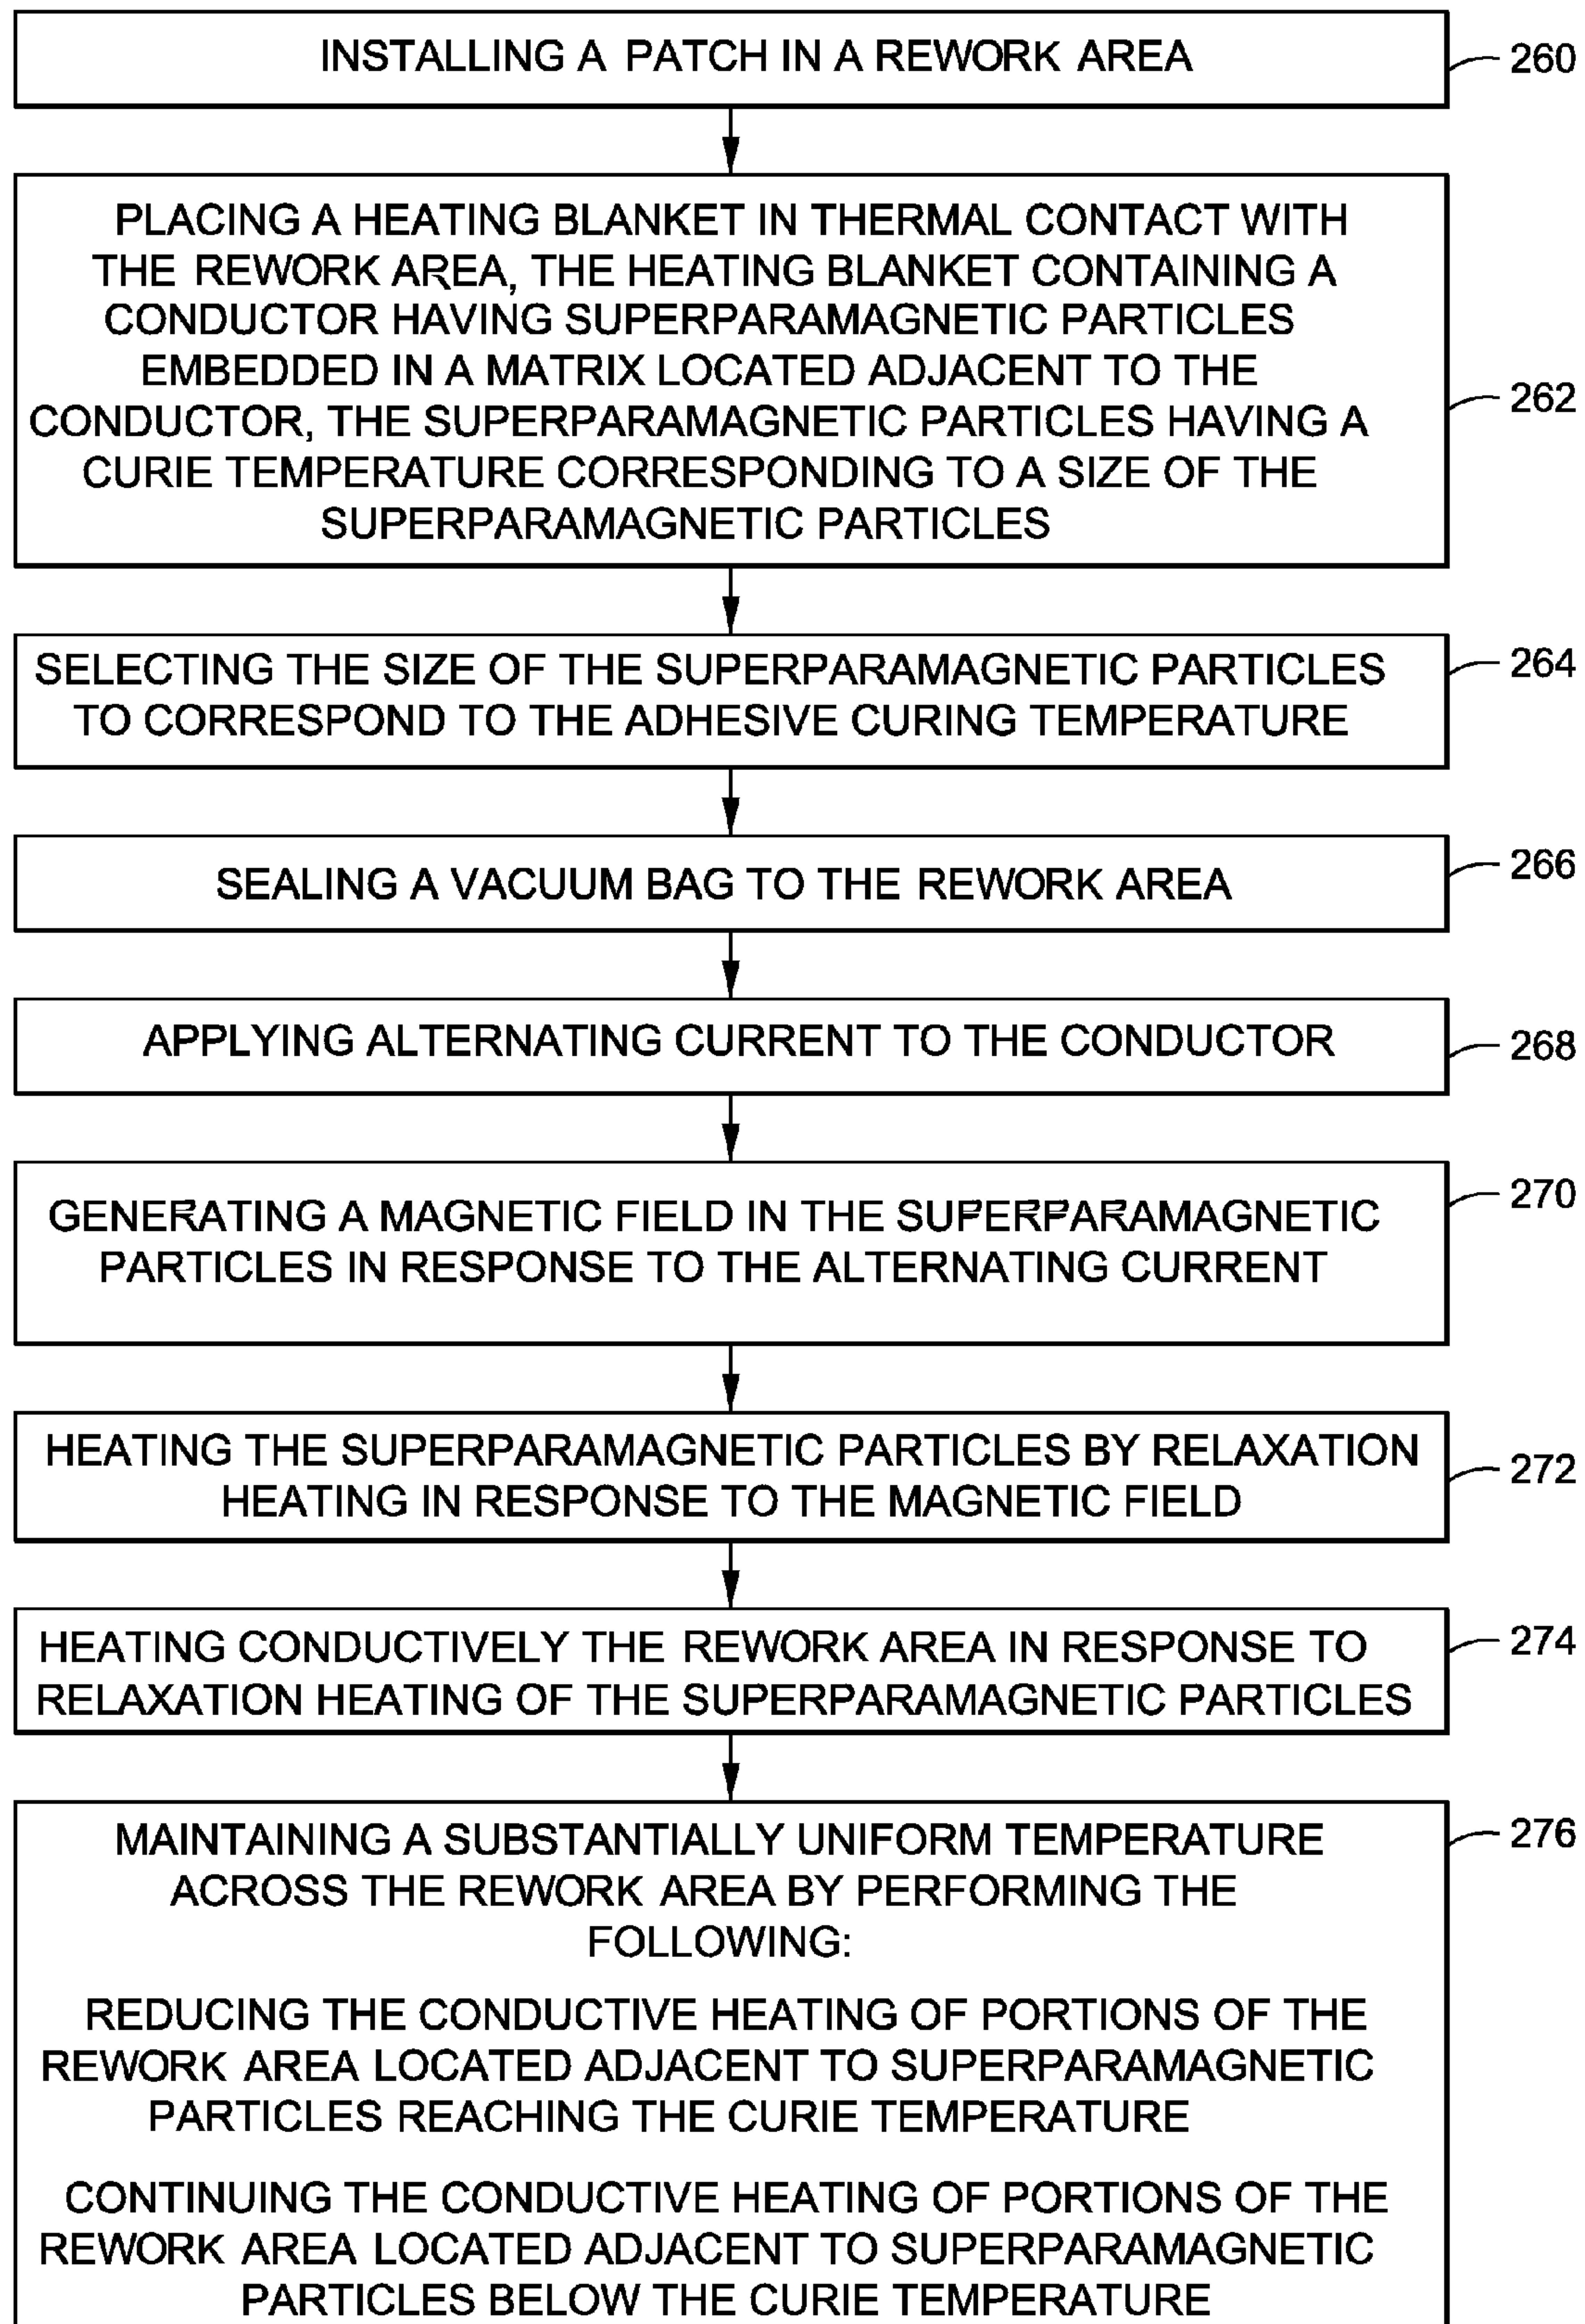 INSTALLING A PATCH IN A REWORK AREA
260
PLACING A HEATING BLANKET IN THERMAL CONTACT WITH
THE REWORK AREA, THE HEATING BLANKET CONTAINING A
CONDUCTOR HAVING SUPERPARAMAGNETIC PARTICLES
EMBEDDED IN A MATRIX LOCATED ADJACENT TO THE
CONDUCTOR, THE SUPERPARAMAGNETIC PARTICLES HAVING A
CURIE TEMPERATURE CORRESPONDING TO A SIZE OF THE
SUPERPARAMAGNETIC PARTICLES
262
SELECTING THE SIZE OF THE SUPERPARAMAGNETIC PARTICLES
TO CORRESPOND TO THE ADHESIVE CURING TEMPERATURE
264
SEALING A VACUUM BAG TO THE REWORK AREA
266
APPLYING ALTERNATING CURRENT TO THE CONDUCTOR
268
GENERATING A MAGNETIC FIELD IN THE SUPERPARAMAGNETIC
PARTICLES IN RESPONSE TO THE ALTERNATING CURRENT
270
HEATING THE SUPERPARAMAGNETIC PARTICLES BY RELAXATION
HEATING IN RESPONSE TO THE MAGNETIC FIELD
272
HEATING CONDUCTIVELY THE REWORK AREA IN RESPONSE TO
RELAXATION HEATING OF THE SUPERPARAMAGNETIC PARTICLES
274
MAINTAINING A SUBSTANTIALLY UNIFORM TEMPERATURE
ACROSS THE REWORK AREA BY PERFORMING THE
FOLLOWING:
REDUCING THE CONDUCTIVE HEATING OF PORTIONS OF THE
REWORK AREA LOCATED ADJACENT TO SUPERPARAMAGNETIC
PARTICLES REACHING THE CURIE TEMPERATURE
CONTINUING THE CONDUCTIVE HEATING OF PORTIONS OF THE
REWORK AREA LOCATED ADJACENT TO SUPERPARAMAGNETIC
PARTICLES BELOW THE CURIE TEMPERATURE
276